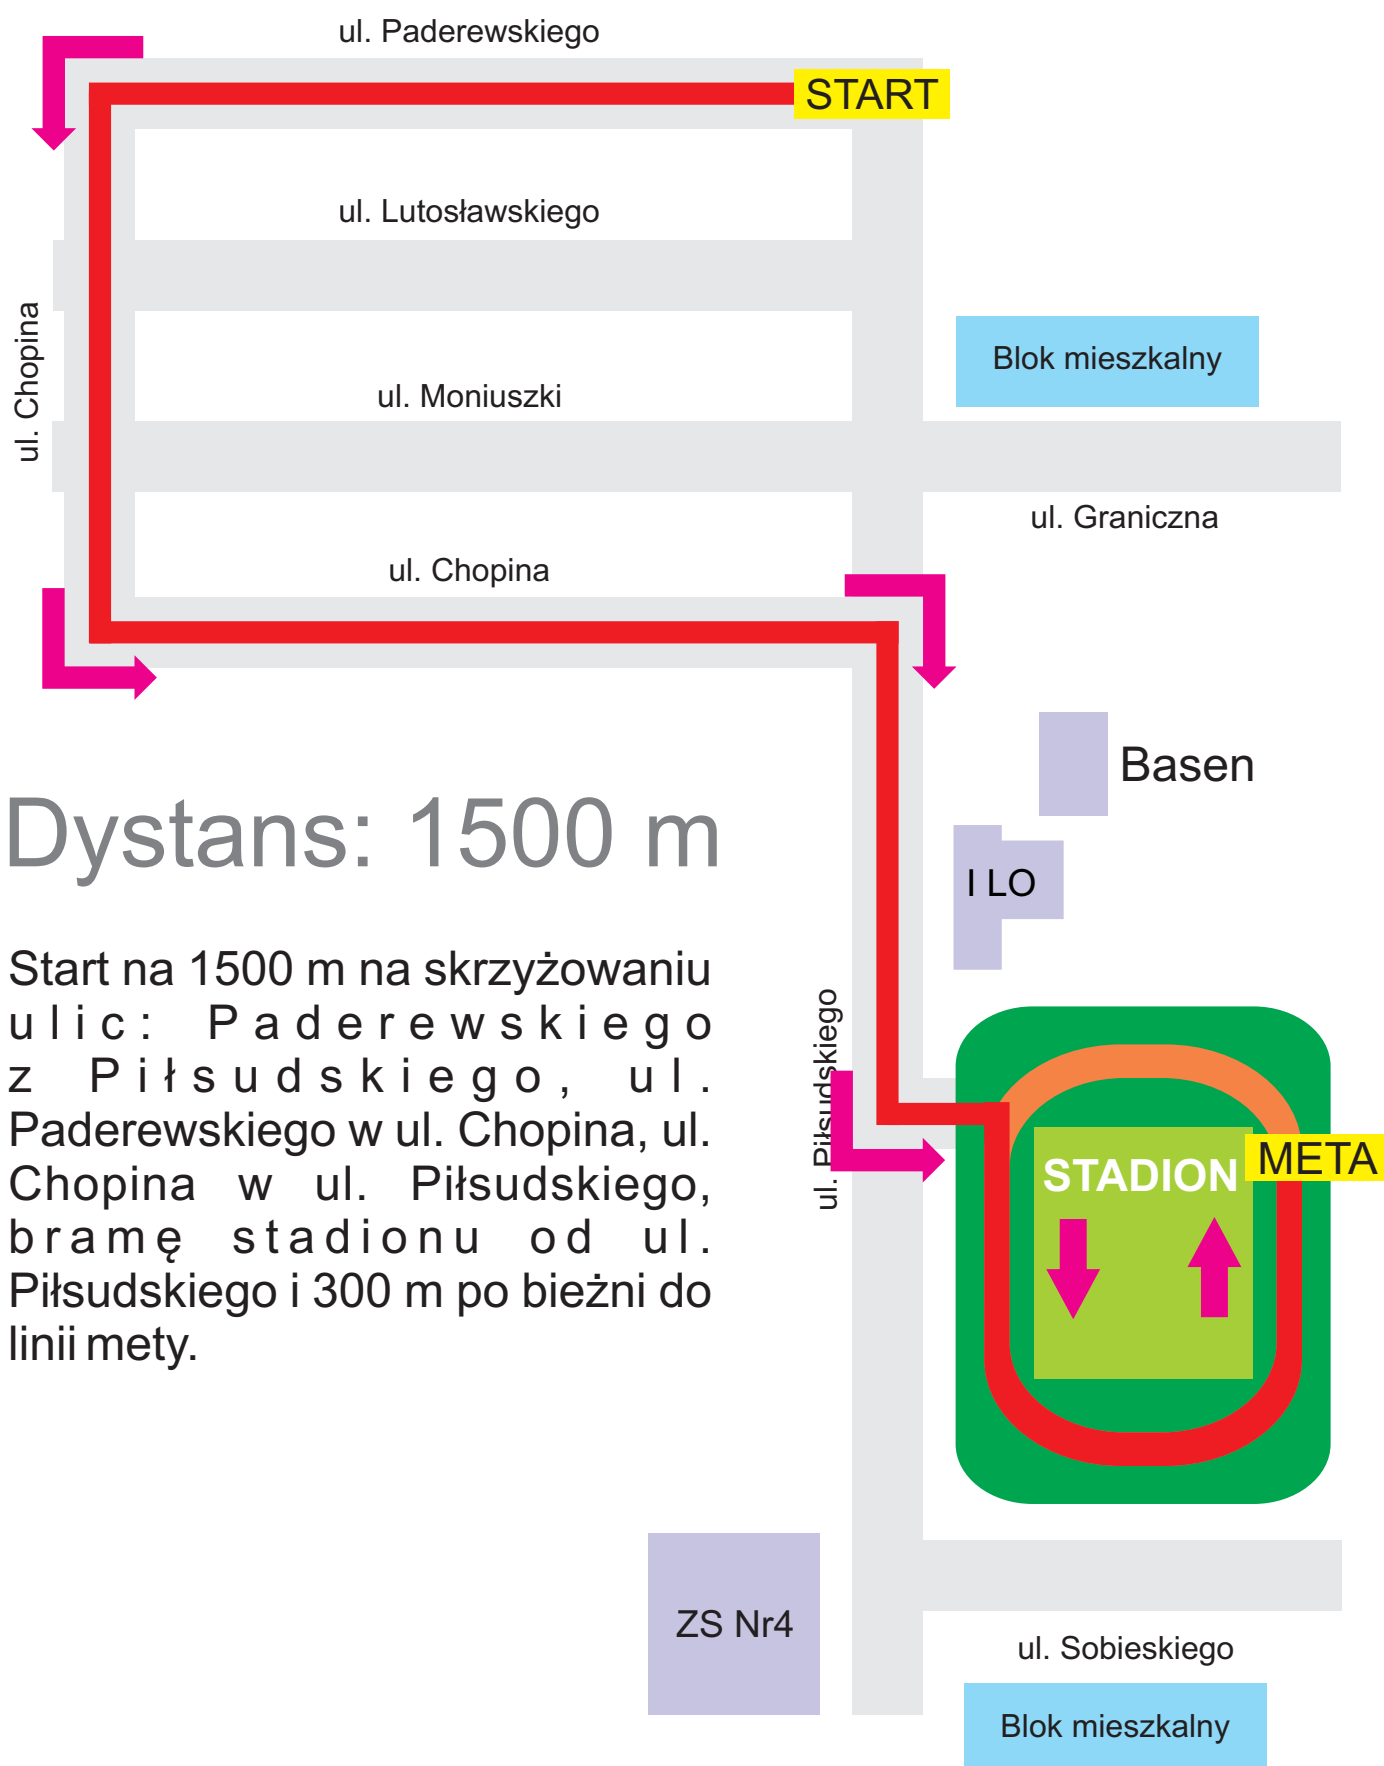 ul. Paderewskiego
START
ul. Lutosławskiego
ul. Chopina
Blok mieszkalny
ul. Moniuszki
ul. Graniczna
ul. Chopina
Basen
Dystans: 1500 m
I LO
Start na 1500 m na skrzyżowaniu
ulic: Paderewskiego
z Piłsudskiego, ul.
Paderewskiego w ul. Chopina, ul.
Chopina w ul. Piłsudskiego,
bramę stadionu od ul.
Piłsudskiego i 300 m po bieżni do
linii mety.
ul. Piłsudskiego
META
STADION
ZS Nr4
ul. Sobieskiego
Blok mieszkalny